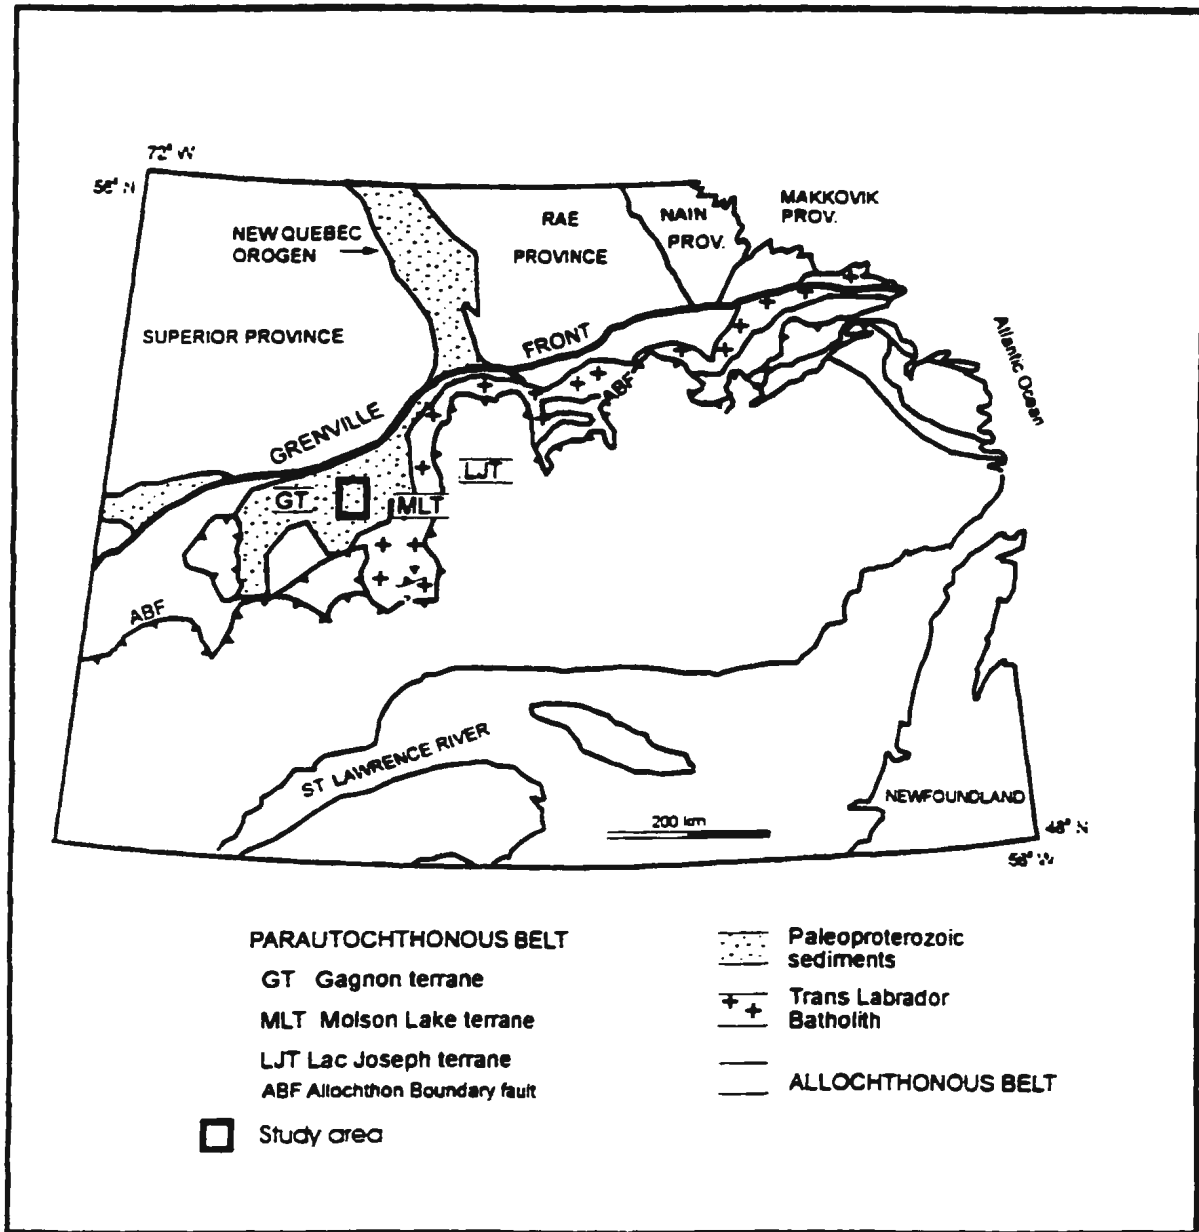 72° W
56° N
MAKKOVIK
PROV.
NAIN
PROV.
RAE
PROVINCE
NEW QUEBEC
OROGEN
SUPERIOR PROVINCE
FRONT
GRENVILLE
Atlantic Ocean
ABF
LJT
GT
MLT
ABF
ST LAWRENCE RIVER
NEWFOUNDLAND
200 km
48° N
56° W
PARAUTOCHTHONOUS BELT
GT Gagnon terrane
MLT Molson Lake terrane
LJT Lac Joseph terrane
ABF Allochthon Boundary fault
Study area
Paleoproterozoic
sediments
Trans Labrador
Batholith
ALLOCHTHONOUS BELT